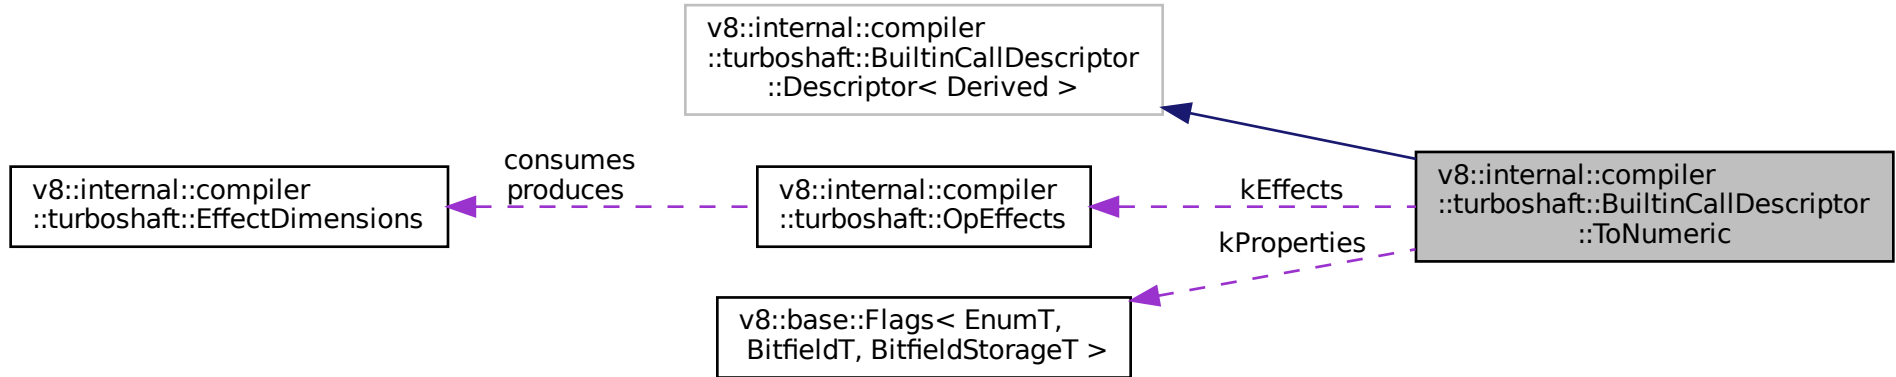 v8::internal::compiler
::turboshaft::BuiltinCallDescriptor
::Descriptor< Derived >
consumes
produces
v8::internal::compiler
::turboshaft::EffectDimensions
v8::internal::compiler
::turboshaft::OpEffects
kEffects
kProperties
v8::internal::compiler
::turboshaft::BuiltinCallDescriptor
::ToNumeric
v8::base::Flags< EnumT,
BitfieldT, BitfieldStorageT >